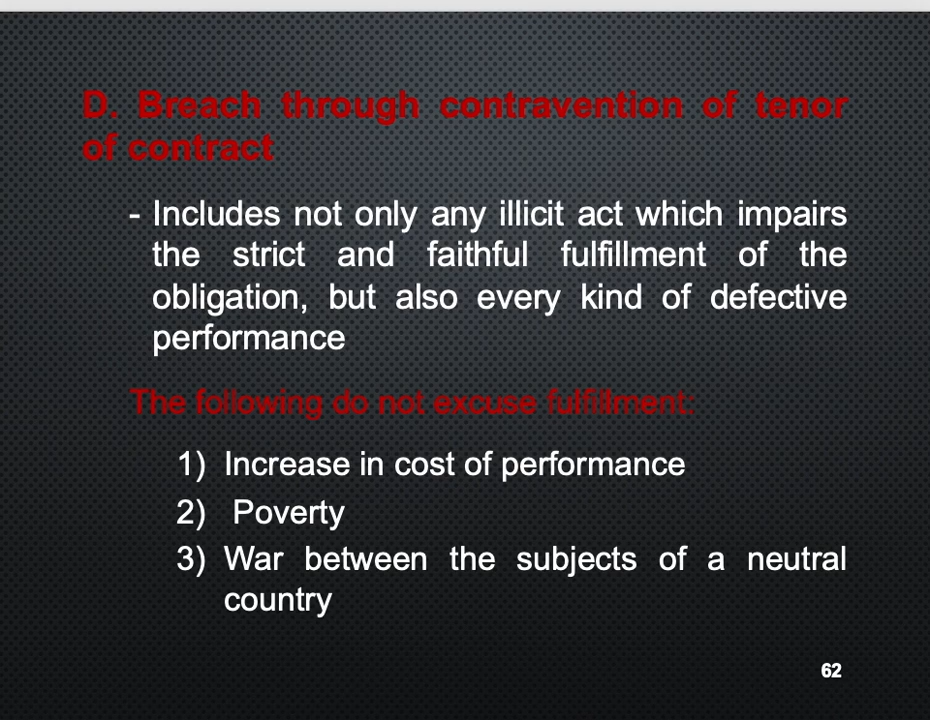 D. Breach through contravention of tenor
of contract
- Includes not only any illicit act which impairs
the strict and faithful fulfillment of the
obligation, but also every kind of defective
performance
The following do not excuse fulfillment:
1) Increase in cost of performance
2) Poverty
3) War between the subjects of a neutral
country
62